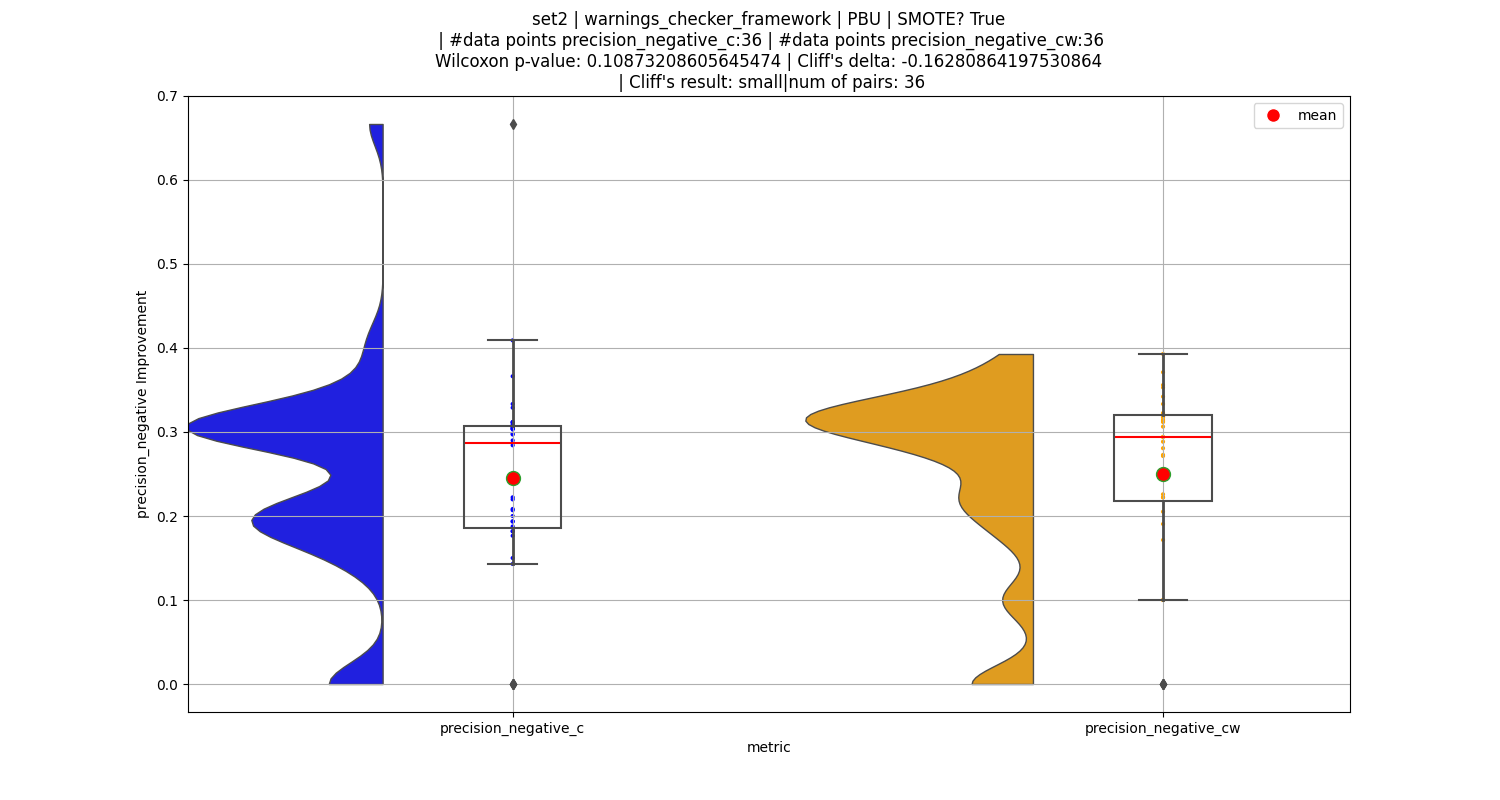 set2 | warnings_checker_framework | PBU | SMOTE? True
| #data points precision_negative_c:36 | #data points precision_negative_cw:36
Wilcoxon p-value: 0.10873208605645474 | Cliff's delta: -0.16280864197530864
| Cliff's result: small|num of pairs: 36
mean
0.7
0.6
0.5
0.4
0.3
0.2
0.1
0.0
precision_negative Improvement
precision_negative_c
precision_negative_cw
metric